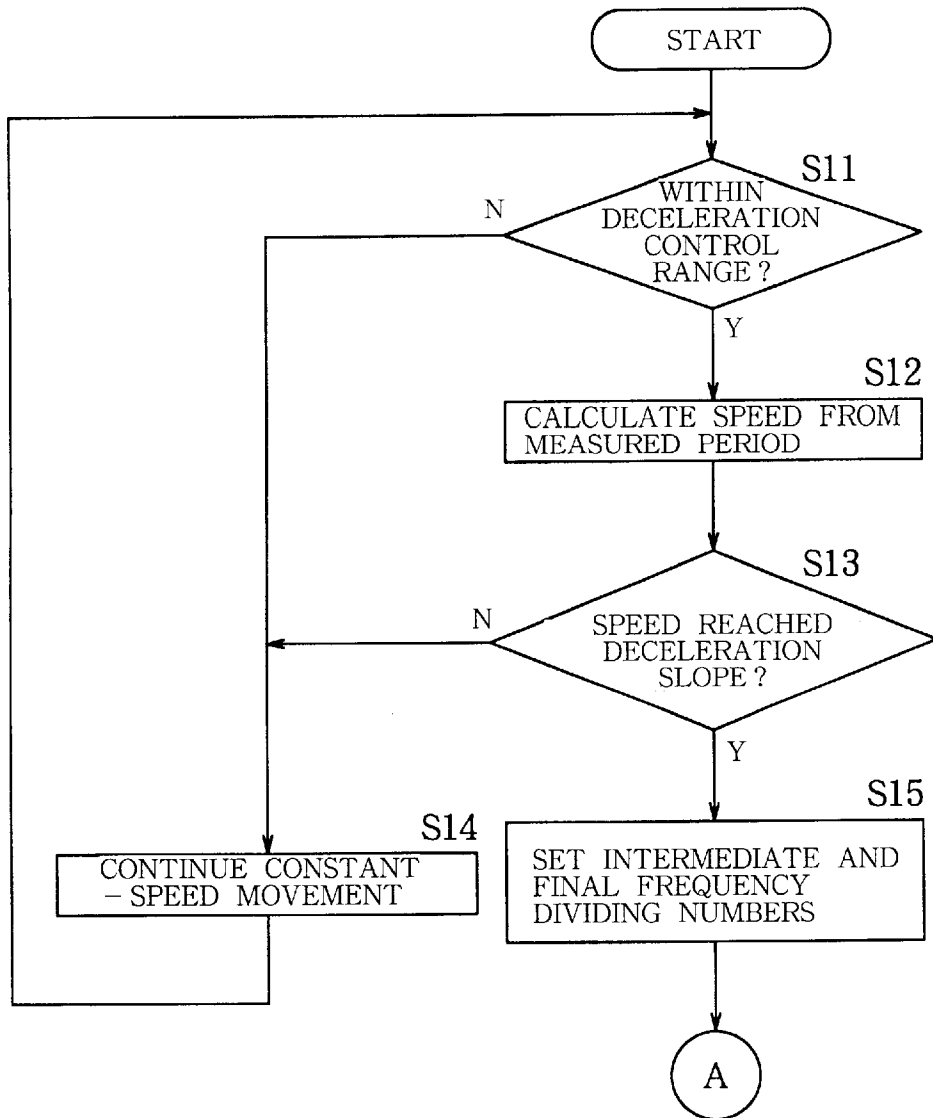 START
S11
WITHIN
DECELERATION
CONTROL
RANGE ?
N
Y
S12
CALCULATE SPEED FROM
MEASURED PERIOD
S13
SPEED REACHED
DECELERATION
SLOPE ?
N
Y
S14
CONTINUE CONSTANT
– SPEED MOVEMENT
S15
SET INTERMEDIATE AND
FINAL FREQUENCY
DIVIDING NUMBERS
A